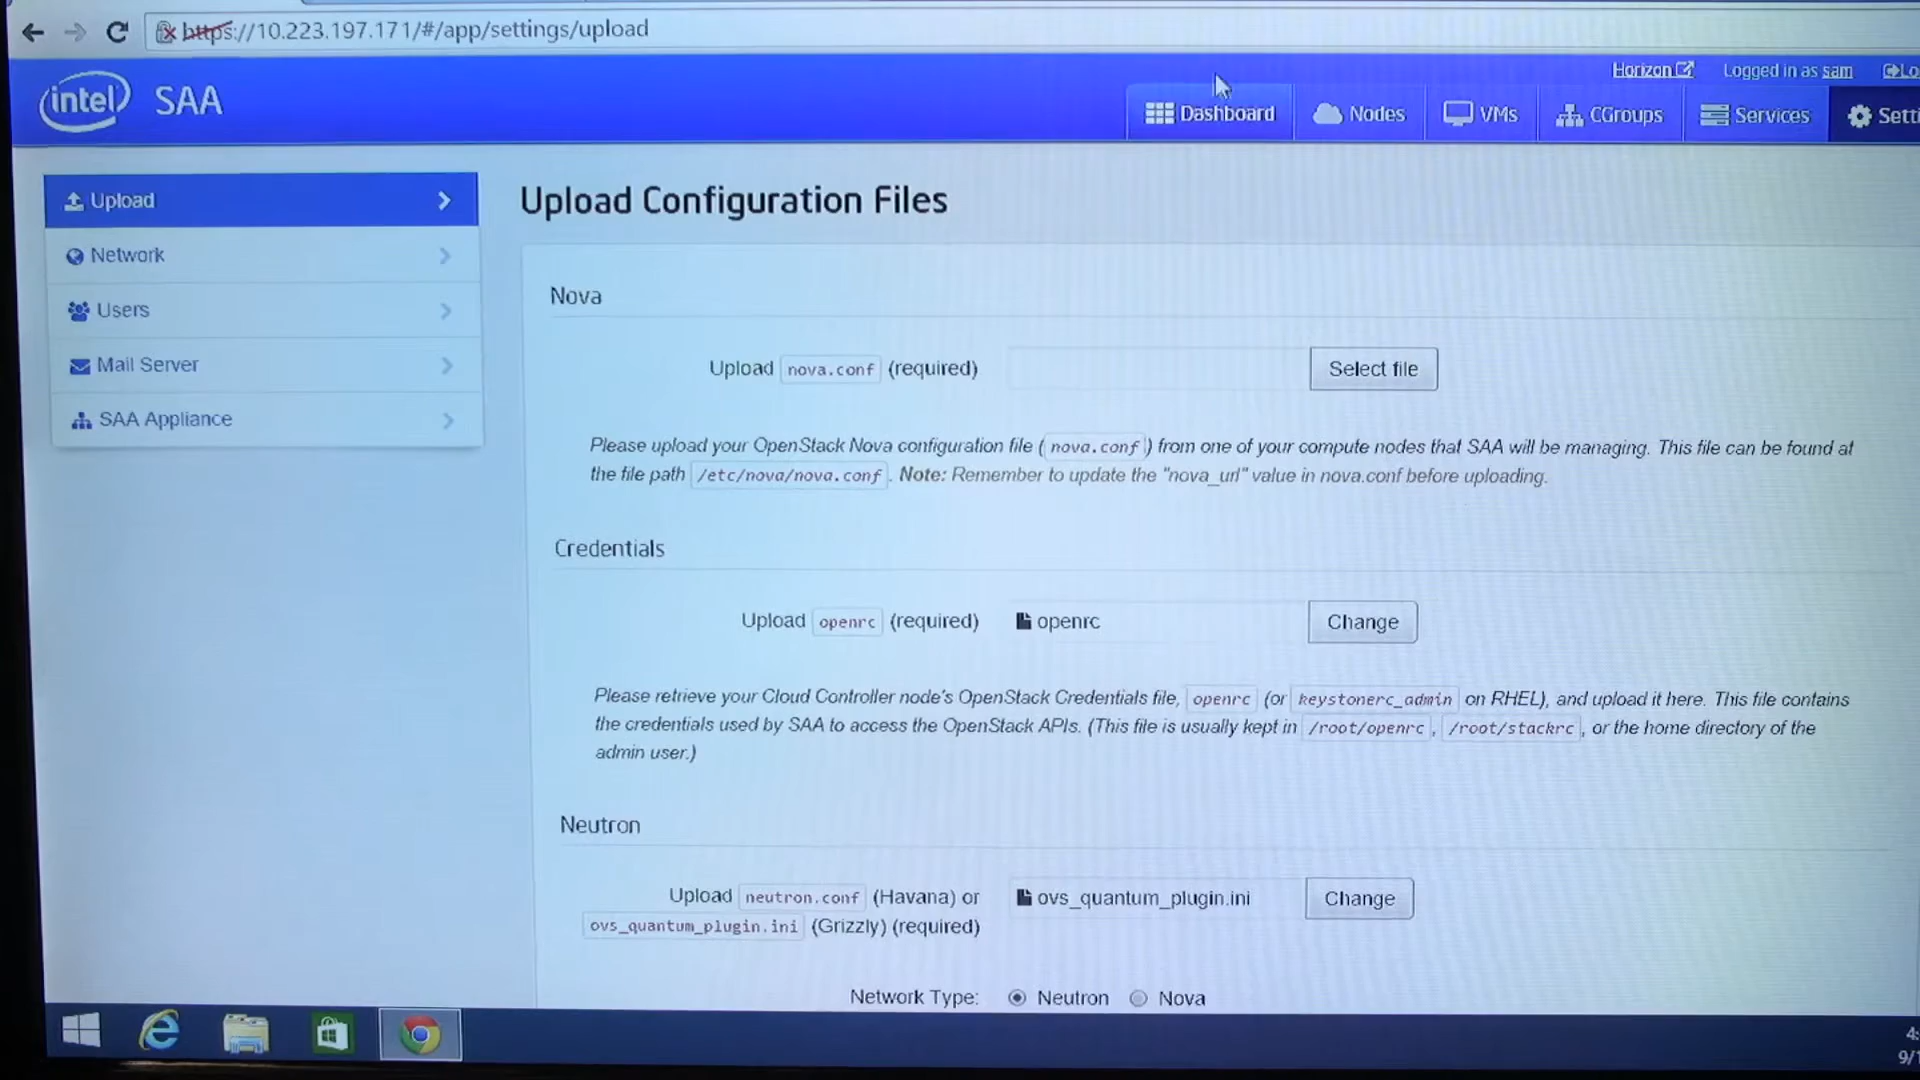 https://10.223.197.171/#/app/settings/upload
Horizon Logged in as sam
intel SAA
Dashboard Nodes VMs CGroups Services
Upload
Network
Users
Mail Server
SAA Appliance
Upload Configuration Files
Nova
Upload nova.conf (required) Select file
Please upload your OpenStack Nova configuration file ( nova.conf ) from one of your compute nodes that SAA will be managing. This file can be found at
the file path /etc/nova/nova.conf . Note: Remember to update the "nova_url" value in nova.conf before uploading.
Credentials
Upload openrc (required) openrc Change
Please retrieve your Cloud Controller node's OpenStack Credentials file, openrc (or keystonerc_admin on RHEL), and upload it here. This file contains
the credentials used by SAA to access the OpenStack APIs. (This file is usually kept in /root/openrc , /root/stackrc , or the home directory of the
admin user.)
Neutron
Upload neutron.conf (Havana) or ovs_quantum_plugin.ini Change
ovs_quantum_plugin.ini (Grizzly) (required)
Network Type: Neutron Nova